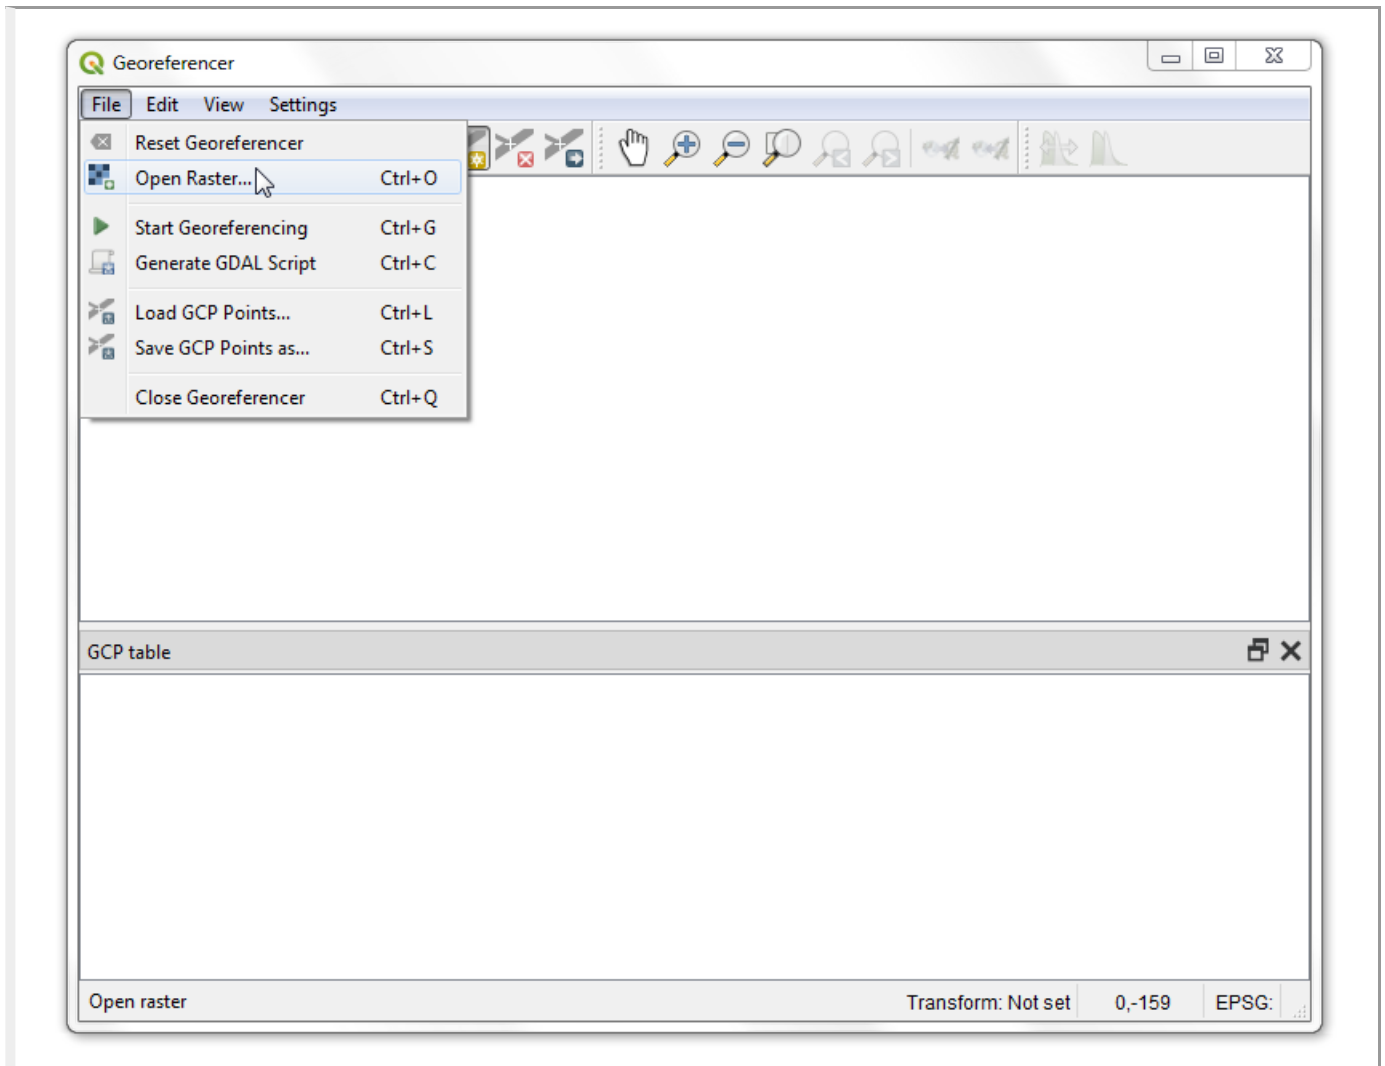 Georeferencer
File Edit View Settings
Reset Georeferencer
Open Raster... Ctrl+O
Start Georeferencing Ctrl+G
Generate GDAL Script Ctrl+C
Load GCP Points... Ctrl+L
Save GCP Points as... Ctrl+S
Close Georeferencer Ctrl+Q
GCP table
Open raster Transform: Not set 0,-159 EPSG: